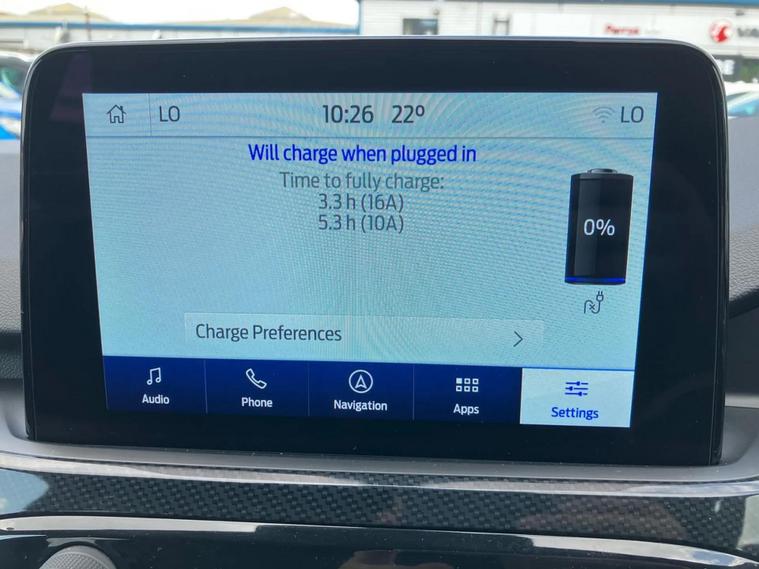 LO 10:26 22º LO
Will charge when plugged in
Time to fully charge:
3.3 h (16A)
5.3 h (10A)
0%
Charge Preferences
Audio
Phone
Navigation
Apps
Settings